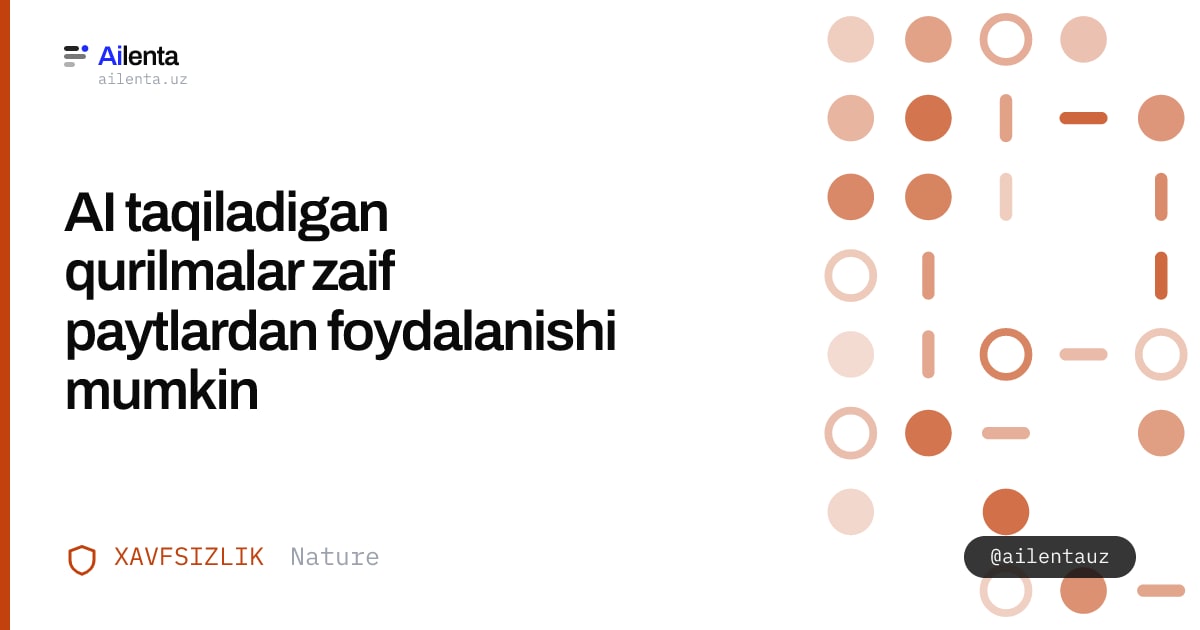 Ailenta
ailenta.uz
AI taqiladigan
qurilmalar zaif
paytlardan foydalanishi
mumkin
XAVFSIZLIK Nature
@ailentauz